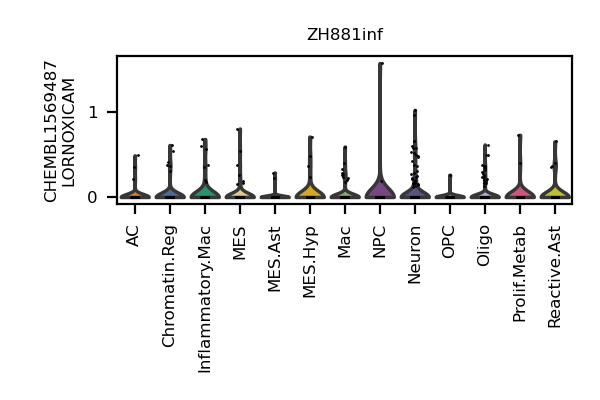 ZH881inf
CHEMBL1569487
LORNOXICAM
1
0
AC
Chromatin.Reg
Inflammatory.Mac
MES
MES.Ast
MES.Hyp
Mac
NPC
Neuron
OPC
Oligo
Prolif.Metab
Reactive.Ast